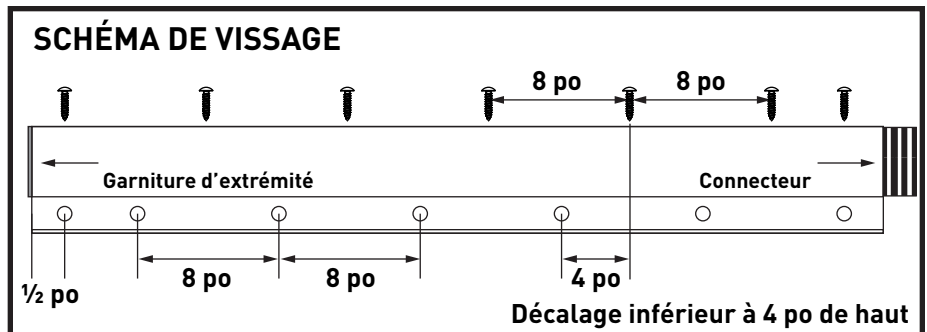 SCHÉMA DE VISSAGE
8 po 8 po
Garniture d'extrémité Connecteur
½ po 8 po 8 po 4 po
Décalage inférieur à 4 po de haut